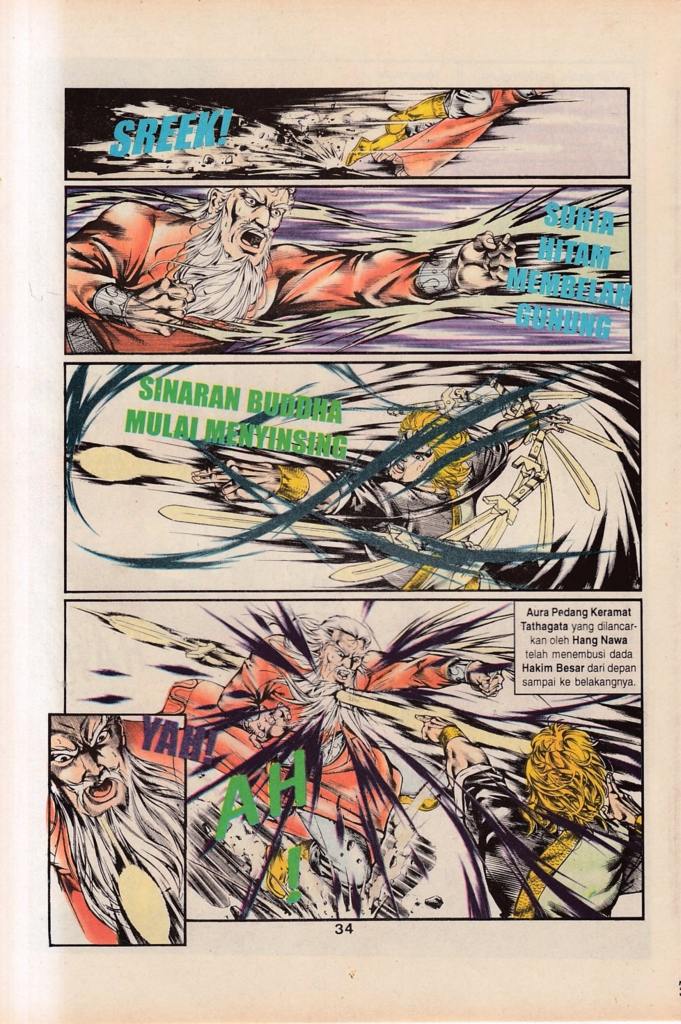 SREEK!
SURIA
HITAM
MEMBELAH
GUNUNG
SINARAN BUDDHA
MULAI MENYINSING
Aura Pedang Keramat
Tathagata yang dilancar-
kan oleh Hang Nawa
telah menembusi dada
Hakim Besar dari depan
sampai ke belakangnya.
YAH!
AH
!
34